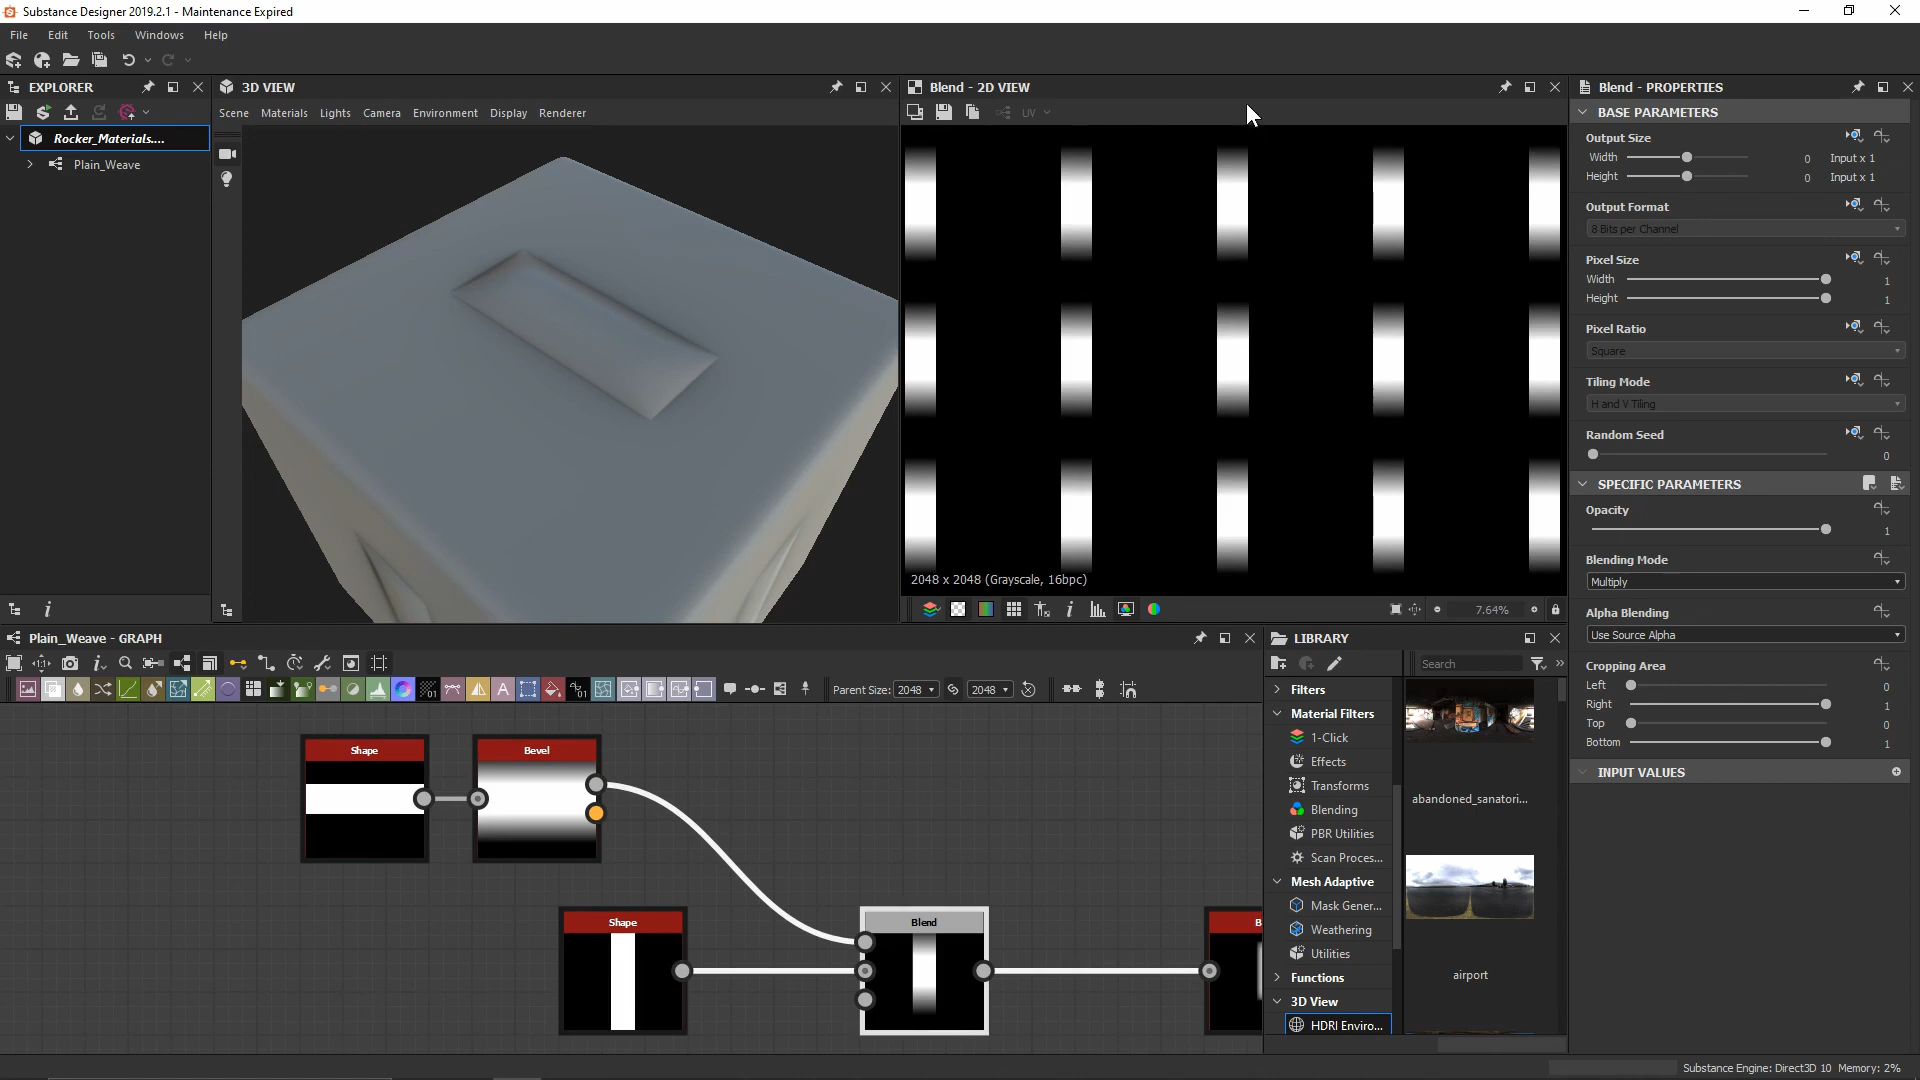 Substance Designer 2019.2.1 - Maintenance Expired
File Edit Tools Windows Help
EXPLORER
Rocker_Materials....
Plain_Weave
3D VIEW
Scene Materials Lights Camera Environment Display Renderer
Blend - 2D VIEW
UV
2048 x 2048 (Grayscale, 16bpc)
7.64%
Blend - PROPERTIES
BASE PARAMETERS
Output Size
Width 0 Input x 1
Height 0 Input x 1
Output Format
8 Bits per Channel
Pixel Size
Width 1
Height 1
Pixel Ratio
Square
Tiling Mode
H and V Tiling
Random Seed
0
SPECIFIC PARAMETERS
Opacity
1
Blending Mode
Multiply
Alpha Blending
Use Source Alpha
Cropping Area
Left 0
Right 1
Top 0
Bottom 1
INPUT VALUES
Plain_Weave - GRAPH
Parent Size: 2048 2048
Shape
Bevel
Shape
Blend
B
LIBRARY
Search
Filters
Material Filters
1-Click
Effects
Transforms
Blending
PBR Utilities
Scan Proces...
Mesh Adaptive
Mask Gener...
Weathering
Utilities
Functions
3D View
HDRI Enviro...
abandoned_sanatori...
airport
Substance Engine: Direct3D 10 Memory: 2%